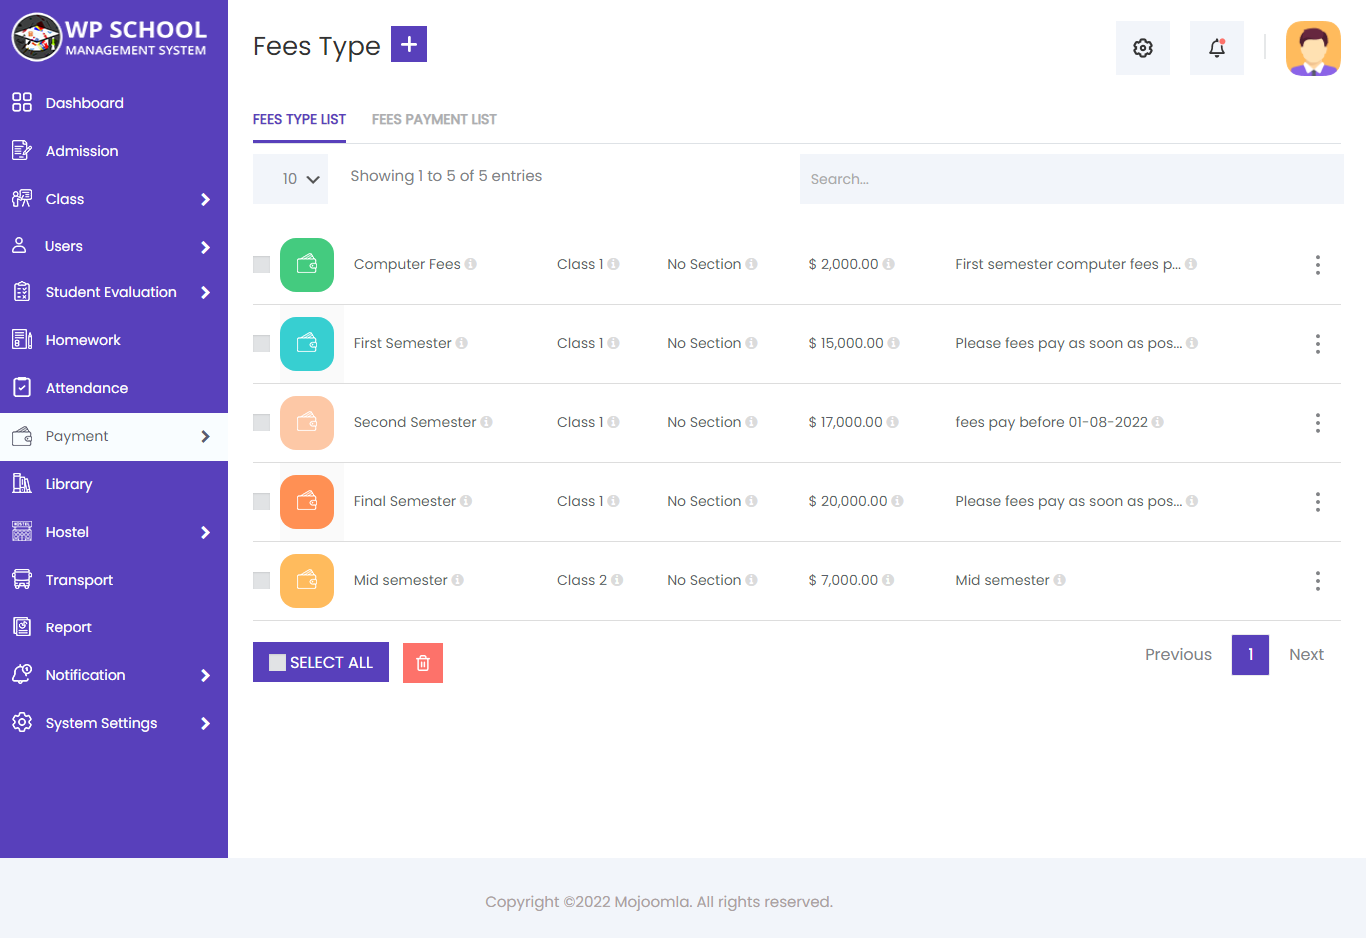 WP SCHOOL
MANAGEMENT SYSTEM
Dashboard
Admission
Class
Users
Student Evaluation
Homework
Attendance
Payment
Library
Hostel
Transport
Report
Notification
System Settings
Fees Type +
FEES TYPE LIST FEES PAYMENT LIST
10 Showing 1 to 5 of 5 entries Search...
Computer Fees Class 1 No Section $ 2,000.00 First semester computer fees p...
First Semester Class 1 No Section $ 15,000.00 Please fees pay as soon as pos...
Second Semester Class 1 No Section $ 17,000.00 fees pay before 01-08-2022
Final Semester Class 1 No Section $ 20,000.00 Please fees pay as soon as pos...
Mid semester Class 2 No Section $ 7,000.00 Mid semester
SELECT ALL Previous 1 Next
Copyright ©2022 Mojoomla. All rights reserved.